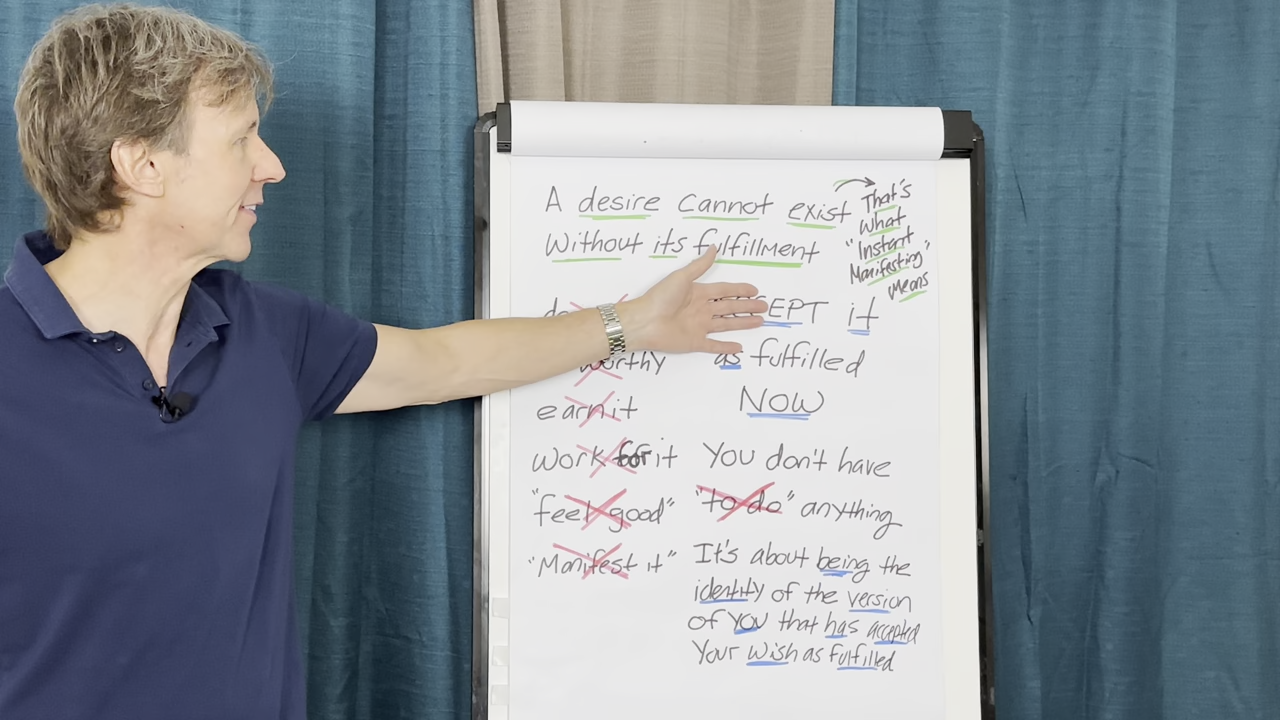 A desire cannot exist
Without its fulfillment
That's
what
"Instant
Manifesting"
means
worthy
earn it
work for it
"feel good"
"Manifest it"
it
as fulfilled
NOW
You don't have
"to do" anything
It's about being the
identity of the version
of YOU that has accepted
Your wish as fulfilled